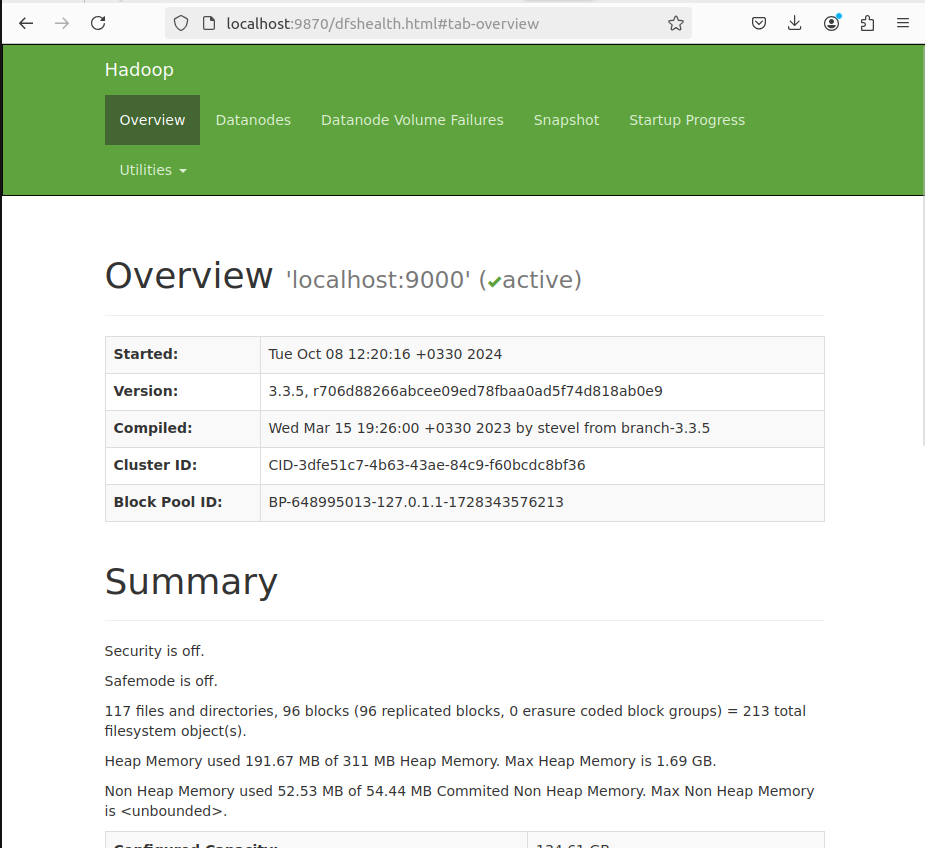 localhost:9870/dfshealth.html#tab-overview
Hadoop
Overview Datanodes Datanode Volume Failures Snapshot Startup Progress
Utilities
Overview 'localhost:9000' (✔active)
Started: Tue Oct 08 12:20:16 +0330 2024
Version: 3.3.5, r706d88266abcee09ed78fbaa0ad5f74d818ab0e9
Compiled: Wed Mar 15 19:26:00 +0330 2023 by stevel from branch-3.3.5
Cluster ID: CID-3dfe51c7-4b63-43ae-84c9-f60bcdc8bf36
Block Pool ID: BP-648995013-127.0.1.1-1728343576213
Summary
Security is off.
Safemode is off.
117 files and directories, 96 blocks (96 replicated blocks, 0 erasure coded block groups) = 213 total
filesystem object(s).
Heap Memory used 191.67 MB of 311 MB Heap Memory. Max Heap Memory is 1.69 GB.
Non Heap Memory used 52.53 MB of 54.44 MB Commited Non Heap Memory. Max Non Heap Memory
is <unbounded>.
Configured Capacity: